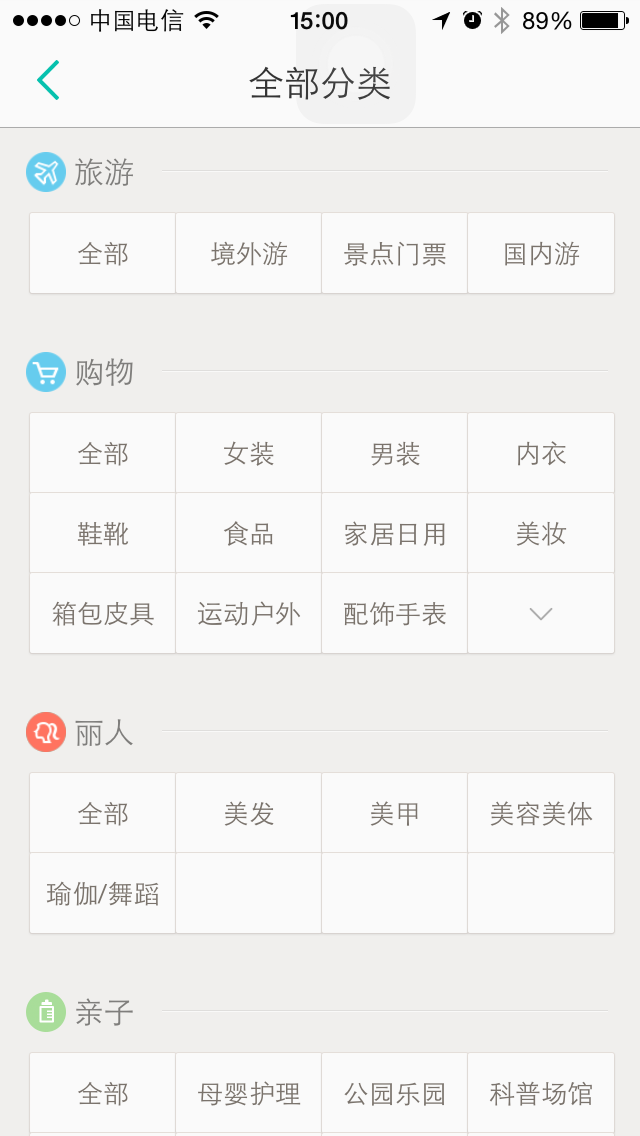 中国电信 15:00 89%
全部分类
旅游
全部 境外游 景点门票 国内游
购物
全部 女装 男装 内衣
鞋靴 食品 家居日用 美妆
箱包皮具 运动户外 配饰手表
丽人
全部 美发 美甲 美容美体
瑜伽/舞蹈
亲子
全部 母婴护理 公园乐园 科普场馆